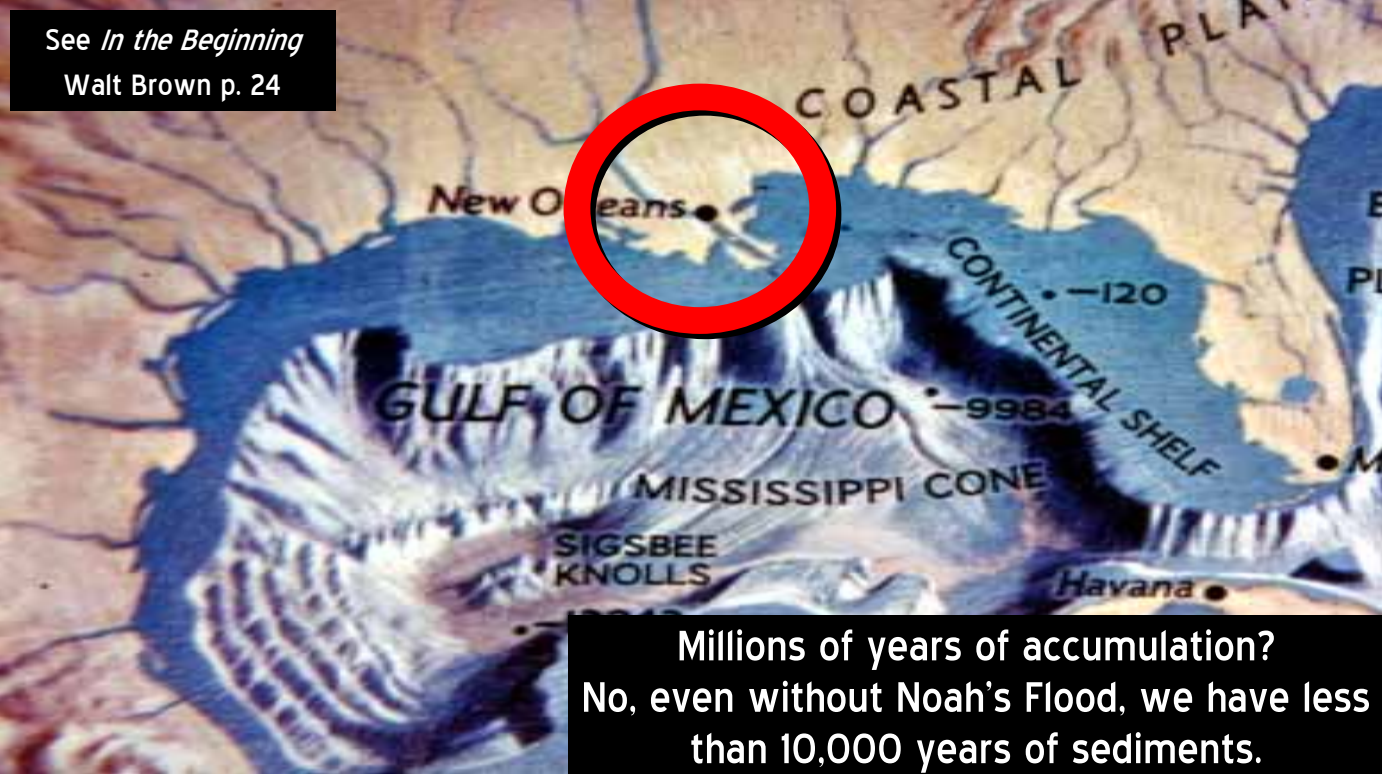 See In the Beginning
Walt Brown p. 24
COASTAL PLAI
New O eans
CONTINENTAL SHELF
-120
GULF OF MEXICO
-9984
MISSISSIPPI CONE
SIGSBEE
KNOLLS
Havana
Millions of years of accumulation?
No, even without Noah's Flood, we have less
than 10,000 years of sediments.